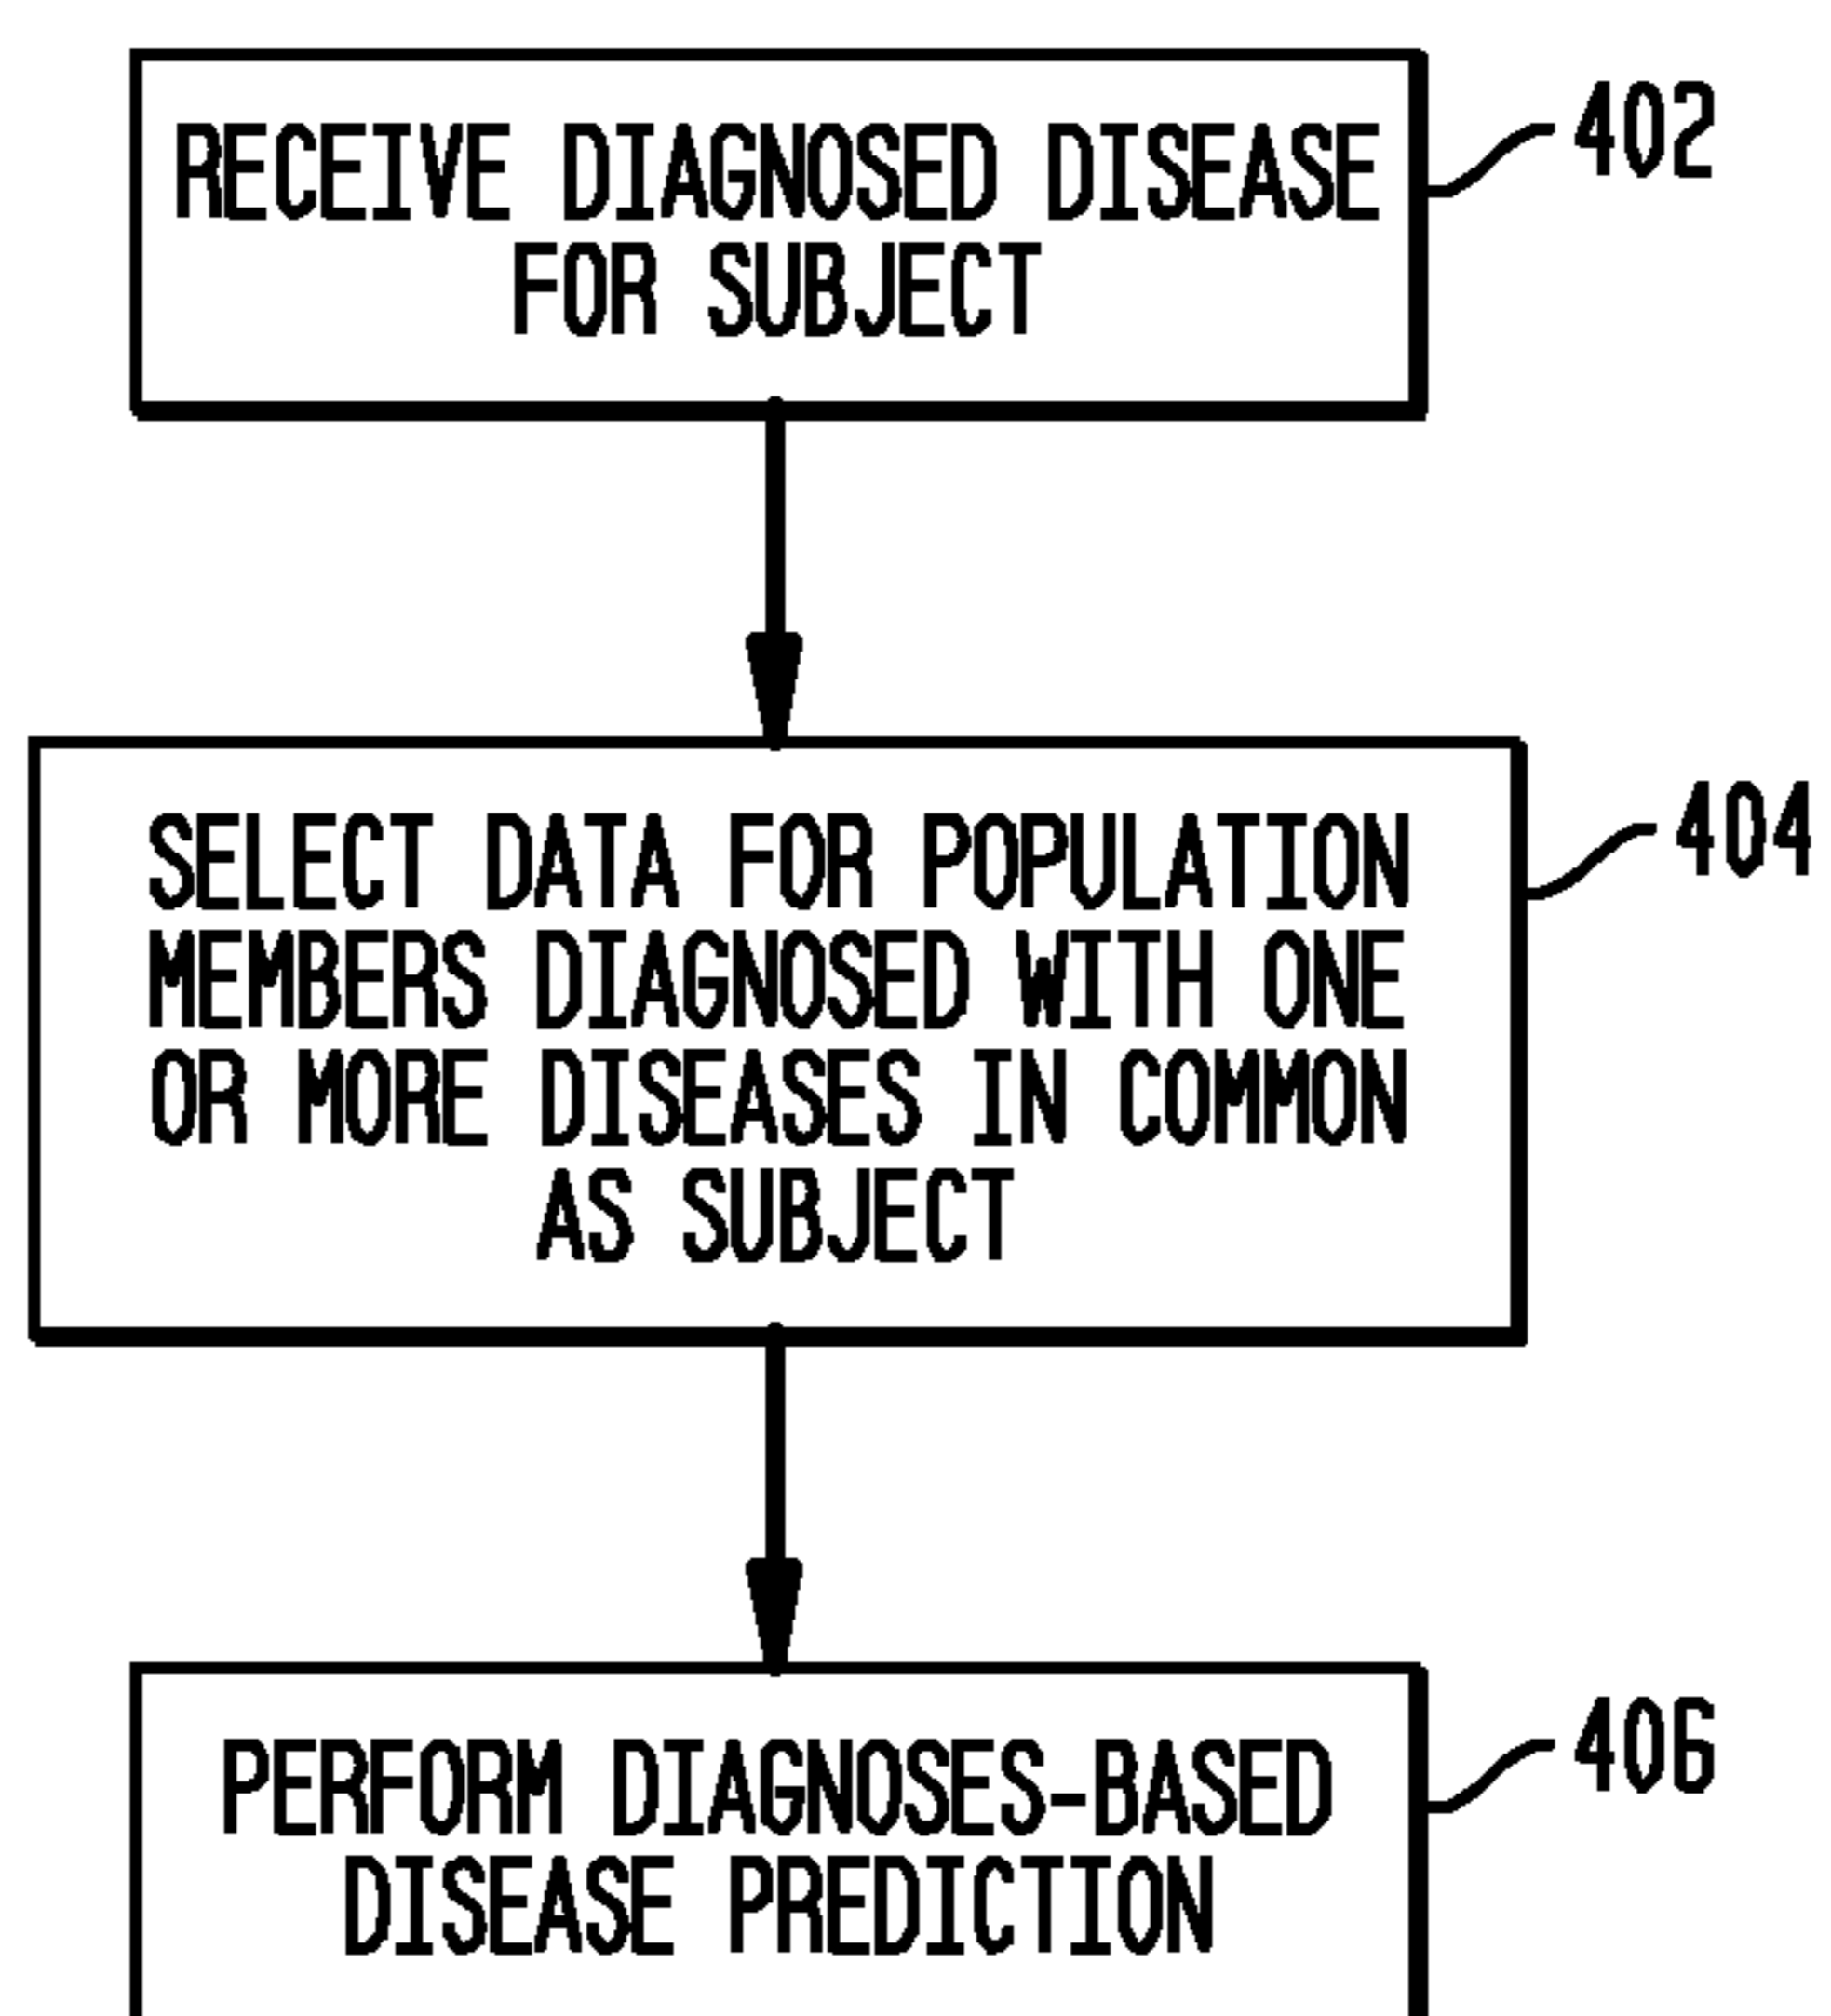 RECEIVE DIAGNOSED DISEASE
FOR SUBJECT
402
SELECT DATA FOR POPULATION
MEMBERS DIAGNOSED WITH ONE
OR MORE DISEASES IN COMMON
AS SUBJECT
404
PERFORM DIAGNOSES-BASED
DISEASE PREDICTION
406